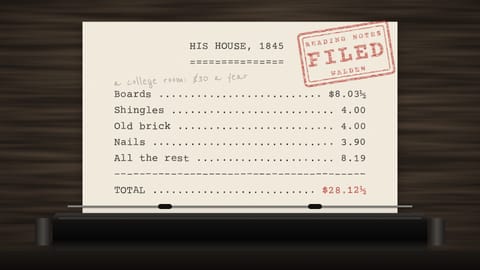 HIS HOUSE, 1845
===============
READING NOTES
FILED
WALDEN
a college room: $30 a year
Boards .......................... $8.03½
Shingles ........................ 4.00
Old brick ....................... 4.00
Nails ........................... 3.90
All the rest .................... 8.19
----------------------------------------
TOTAL .......................... $28.12½